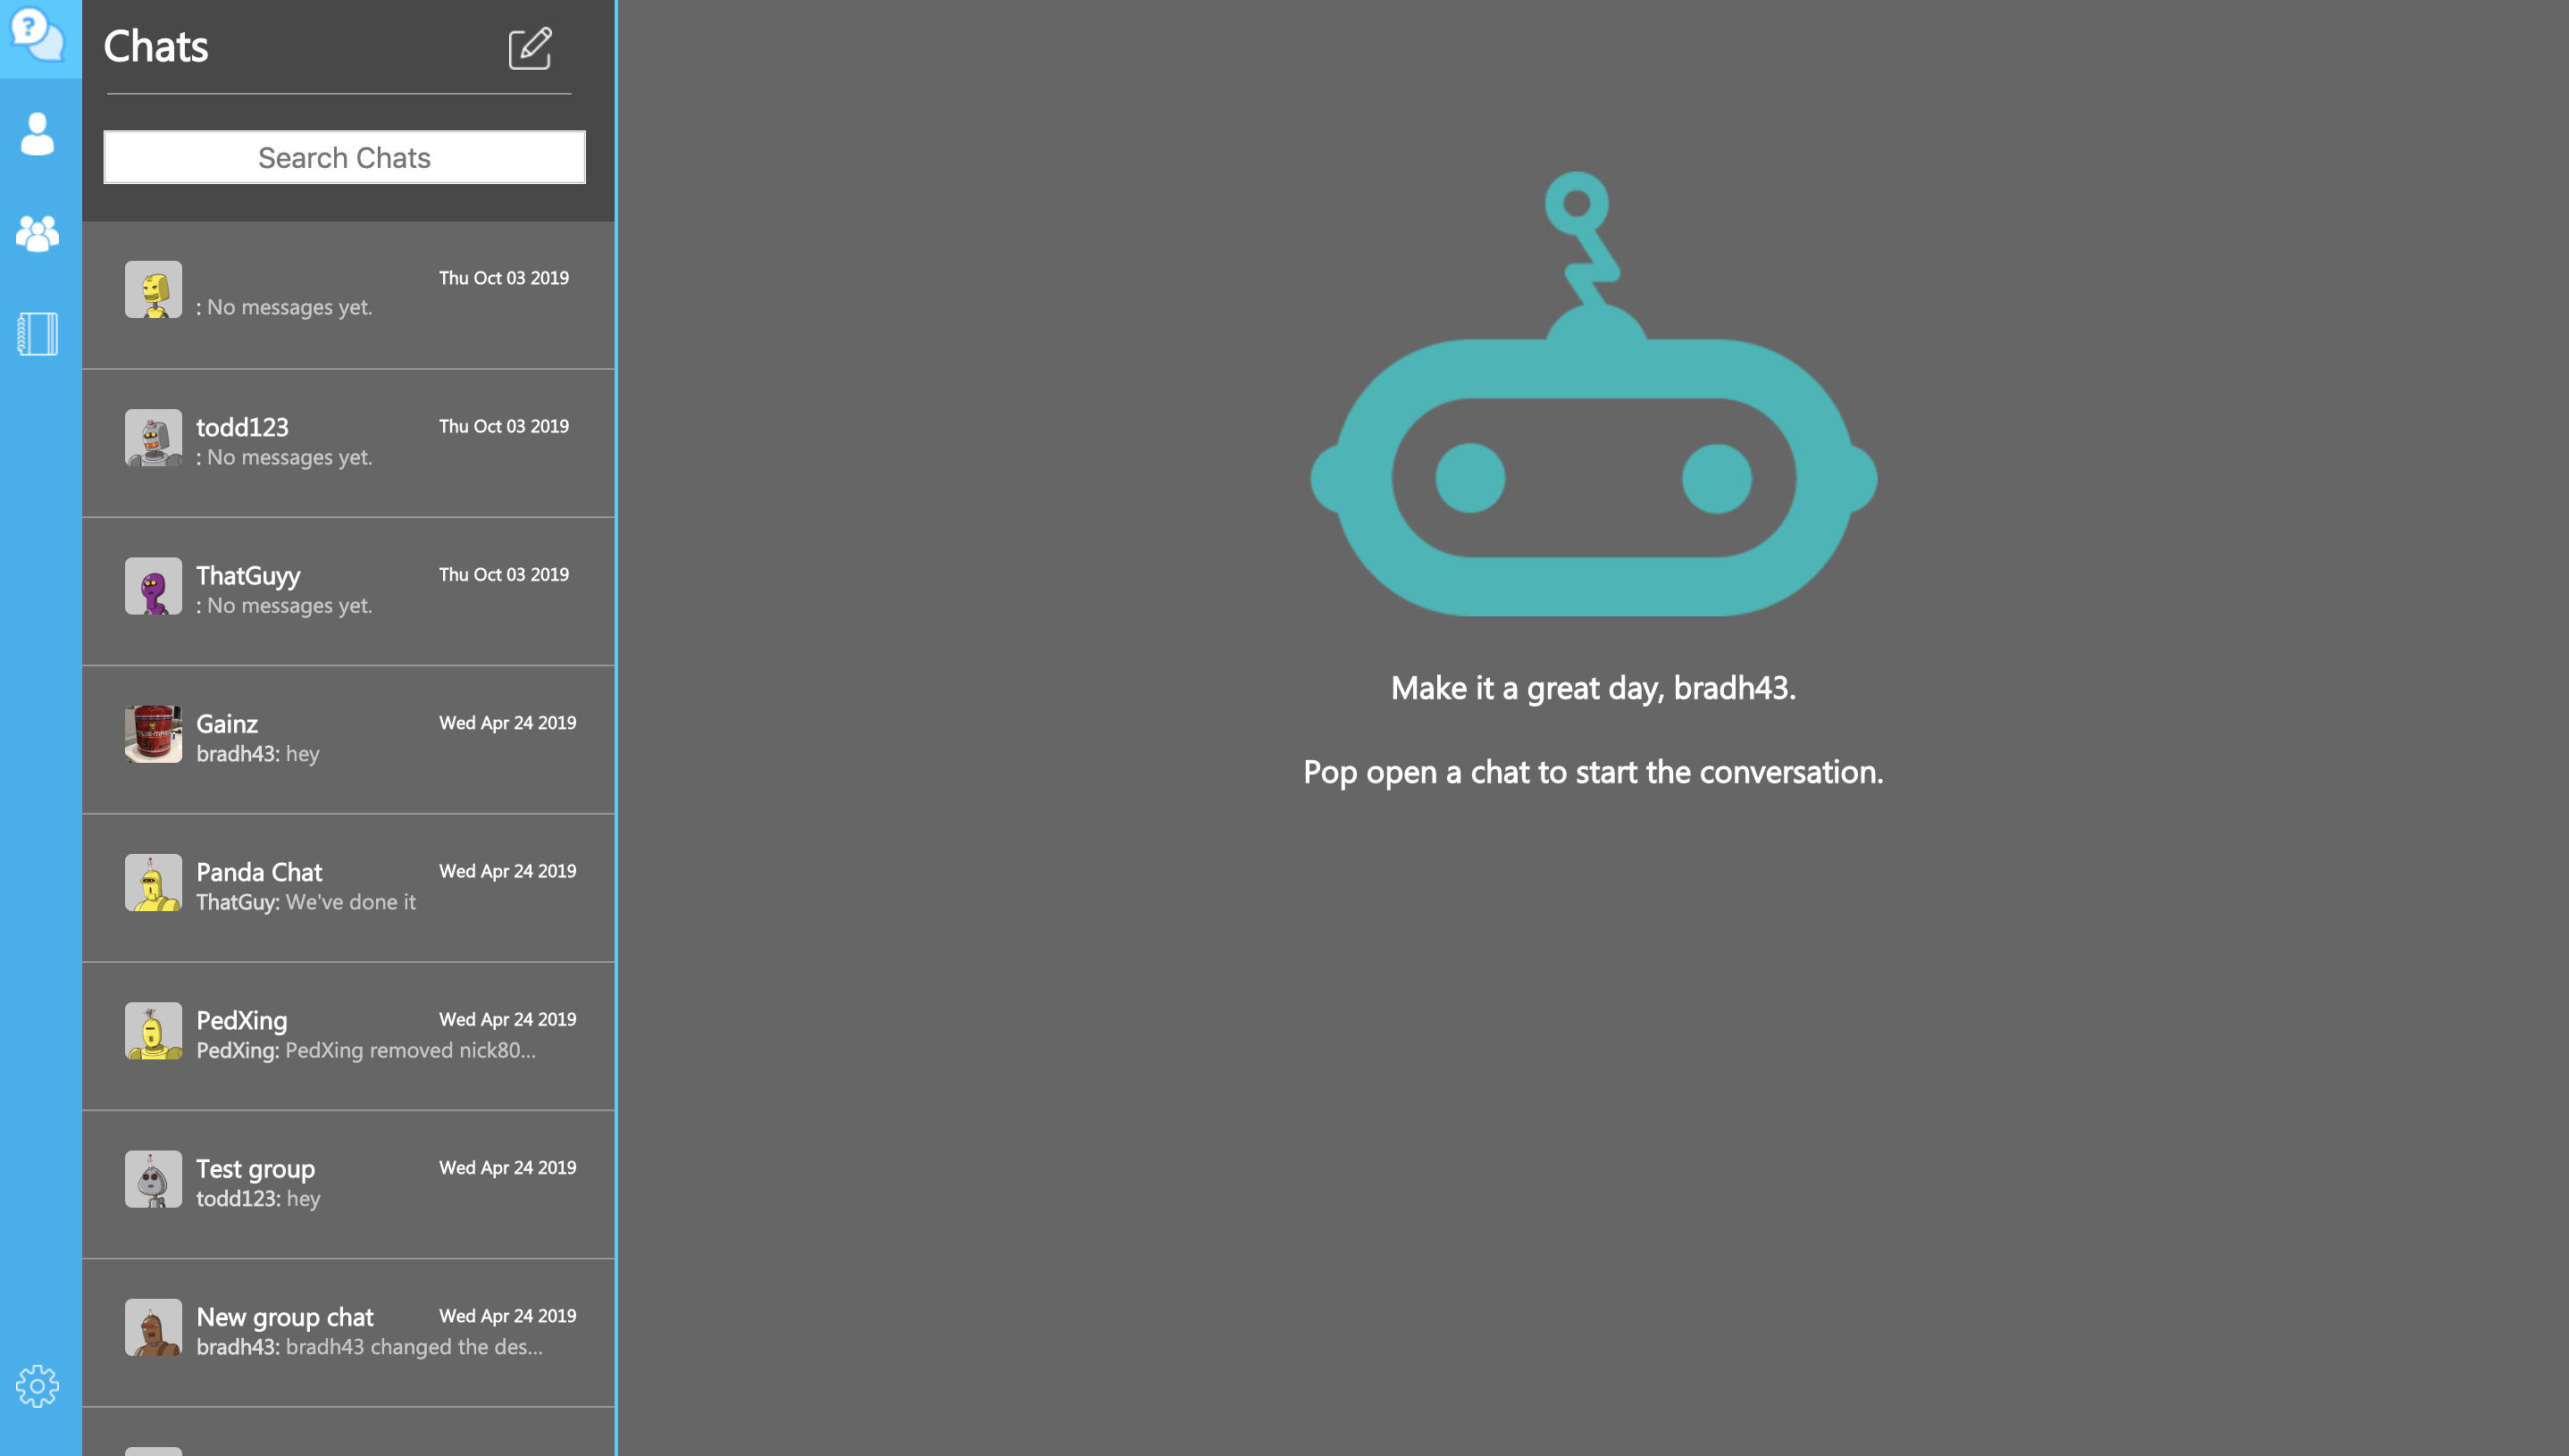 ?
Chats
Search Chats
Thu Oct 03 2019
: No messages yet.
todd123
Thu Oct 03 2019
: No messages yet.
ThatGuyy
Thu Oct 03 2019
: No messages yet.
Gainz
Wed Apr 24 2019
bradh43: hey
Panda Chat
Wed Apr 24 2019
ThatGuy: We've done it
PedXing
Wed Apr 24 2019
PedXing: PedXing removed nick80...
Test group
Wed Apr 24 2019
todd123: hey
New group chat
Wed Apr 24 2019
bradh43: bradh43 changed the des...
Make it a great day, bradh43.
Pop open a chat to start the conversation.